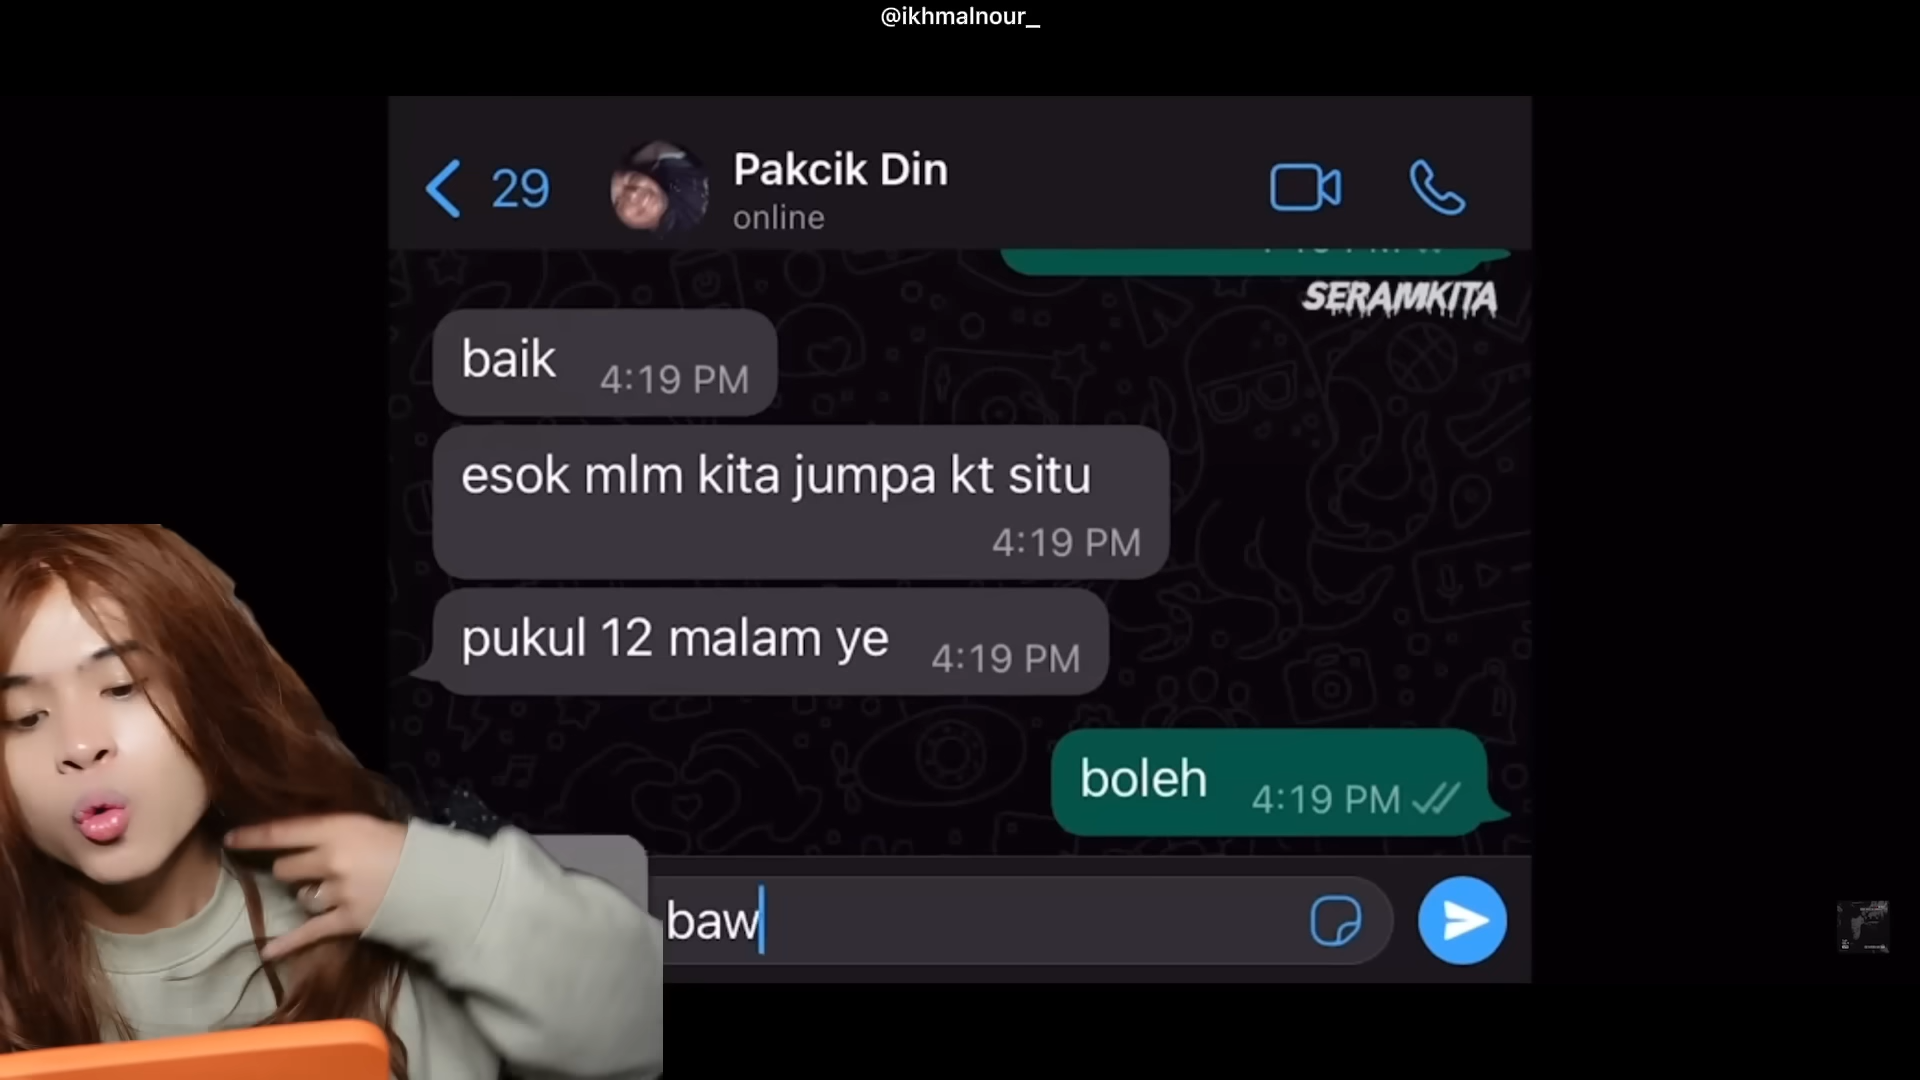 @ikhmalnour_
29
Pakcik Din
online
SERAMKITA
baik 4:19 PM
esok mlm kita jumpa kt situ
4:19 PM
pukul 12 malam ye 4:19 PM
boleh 4:19 PM
baw